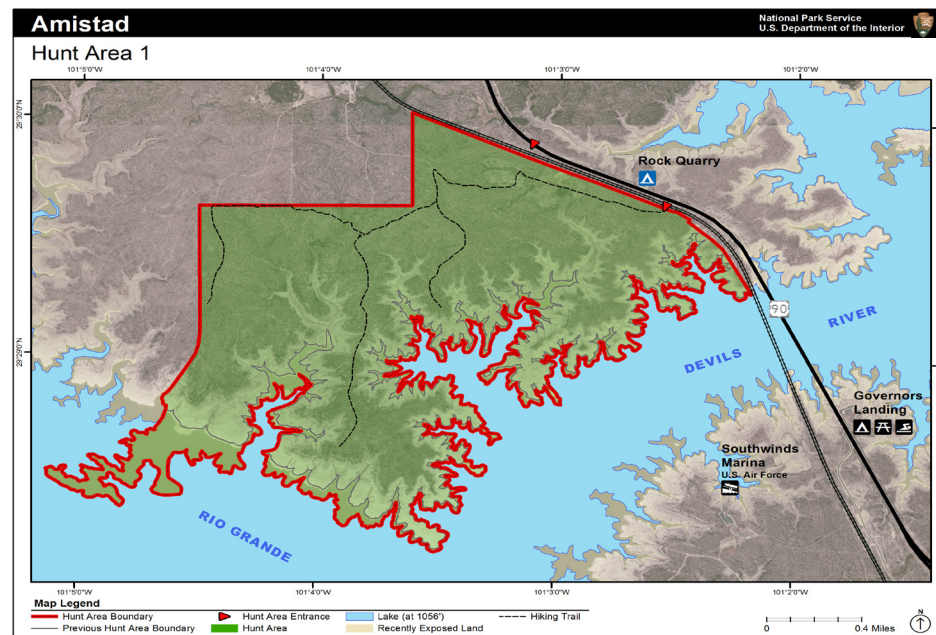 Amistad
National Park Service
U.S. Department of the Interior
Hunt Area 1
101°5'0"W
101°4'0"W
101°3'0"W
101°2'0"W
29°30'0"N
29°29'0"N
Rock Quarry
90
DEVILS RIVER
Governors
Landing
Southwinds
Marina
U.S. Air Force
RIO GRANDE
101°5'0"W
101°4'0"W
101°3'0"W
101°2'0"W
Map Legend
Hunt Area Boundary
Hunt Area Entrance
Lake (at 1056')
Hiking Trail
Previous Hunt Area Boundary
Hunt Area
Recently Exposed Land
0
0.4 Miles
N